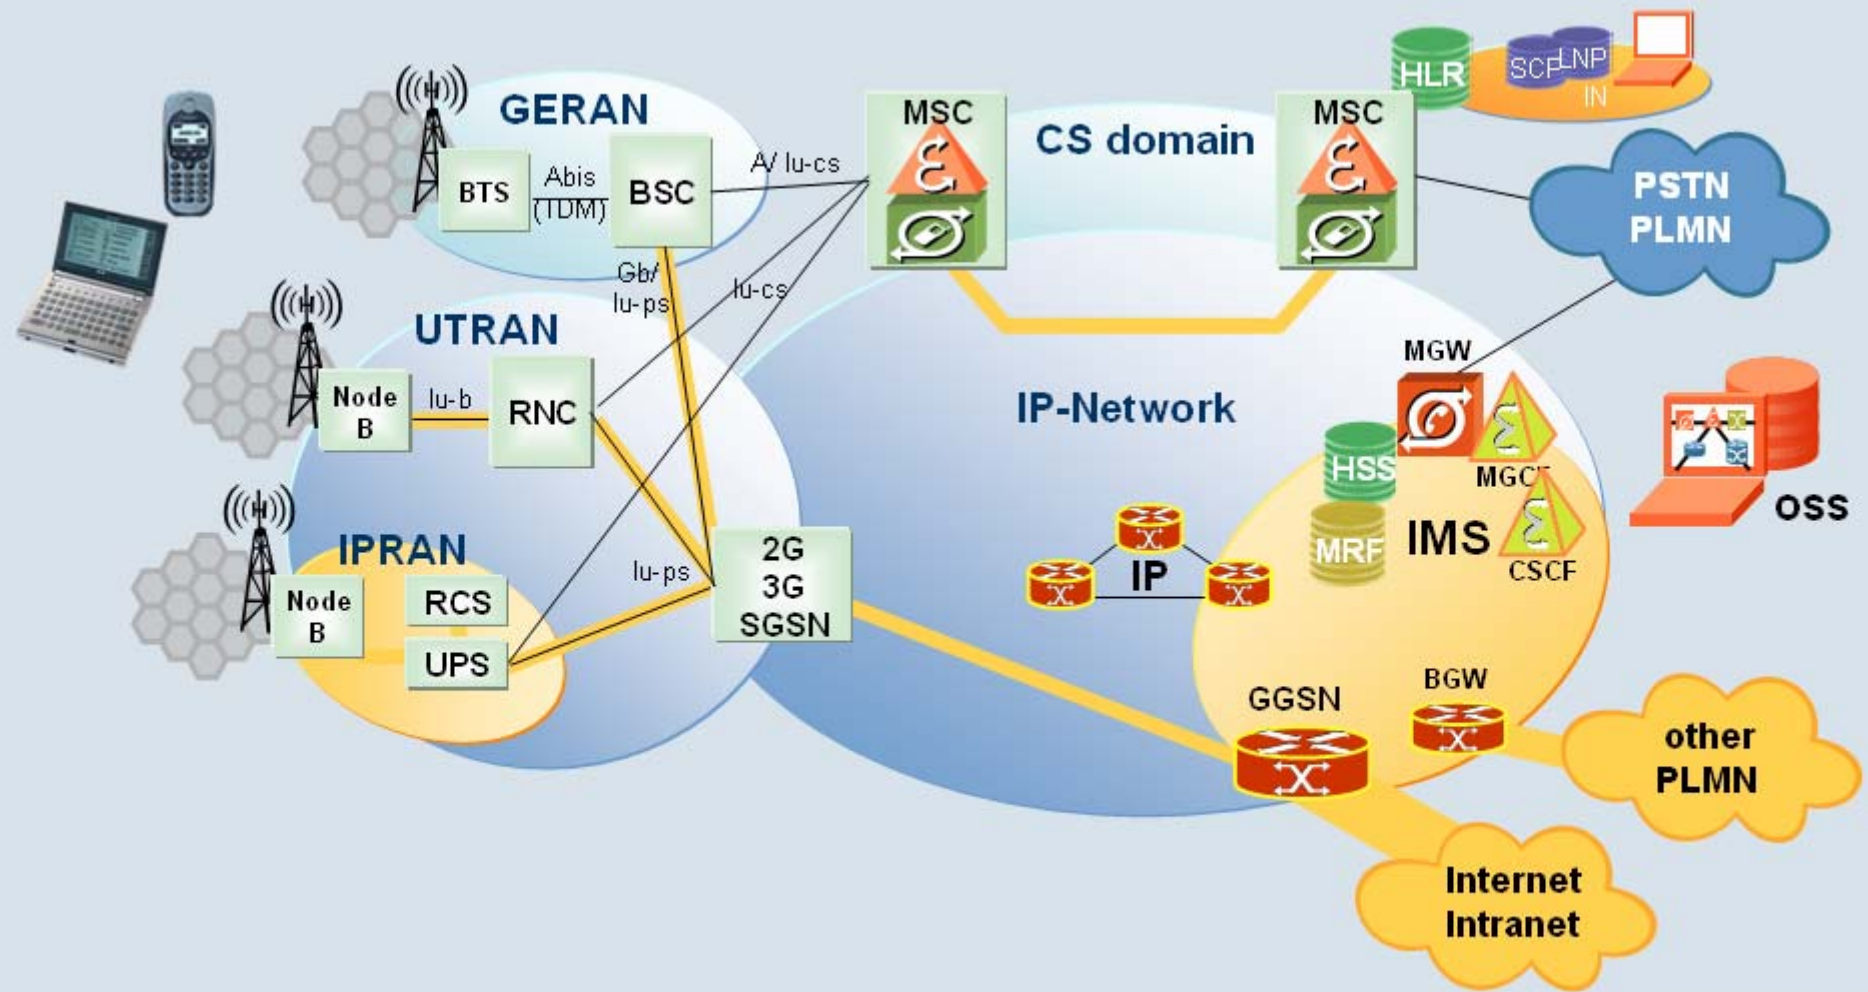 HLR
SCP
LNP
IN
GERAN
MSC
CS domain
MSC
BTS
Abis
(TDM)
BSC
A/ Iu-cs
PSTN
PLMN
Gb/
Iu-ps
Iu-cs
UTRAN
Node
B
Iu-b
RNC
IP-Network
MGW
HSS
MGCF
OSS
IPRAN
Node
B
RCS
UPS
Iu-ps
2G
3G
SGSN
IP
MRF
IMS
CSCF
GGSN
BGW
other
PLMN
Internet
Intranet